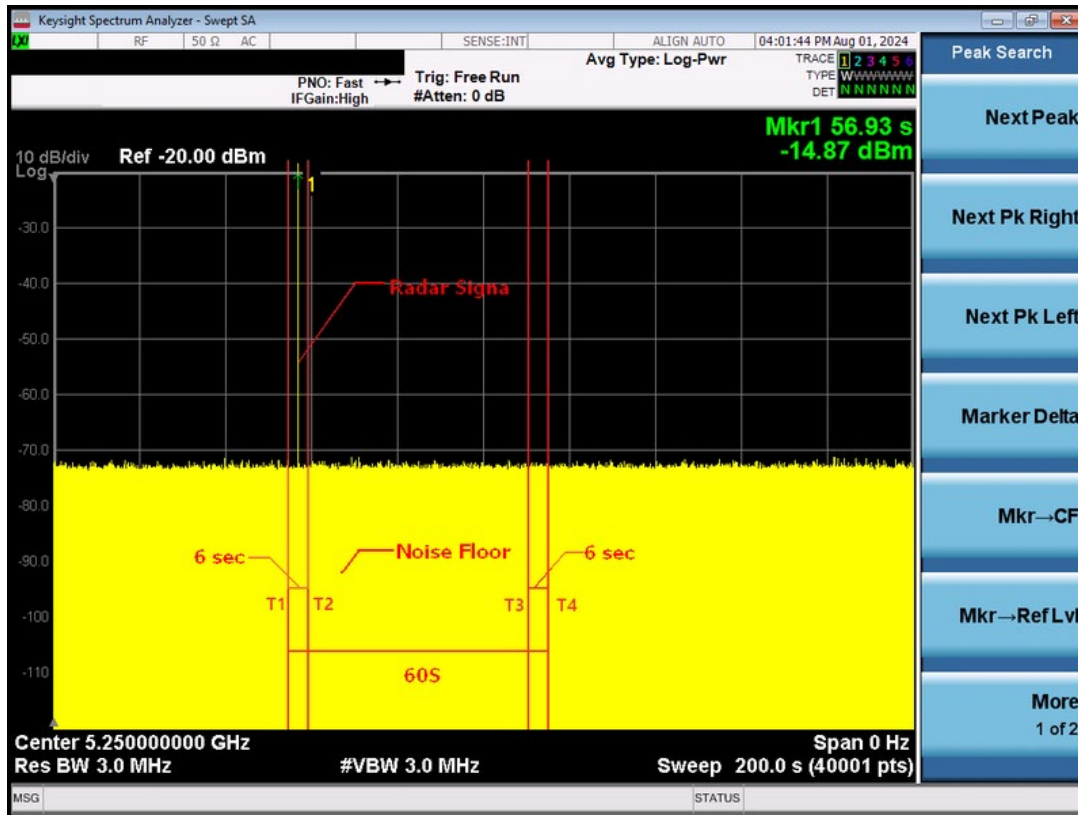 Keysight Spectrum Analyzer - Swept SA
LXI RF 50 Ω AC SENSE:INT ALIGN AUTO 04:01:44 PM Aug 01, 2024
Avg Type: Log-Pwr TRACE 1 2 3 4 5 6
PNO: Fast Trig: Free Run TYPE WWWWWWW
IFGain:High #Atten: 0 dB DET N N N N N N
Mkr1 56.93 s
-14.87 dBm
10 dB/div Ref -20.00 dBm
Log
1
-30.0
-40.0
Radar Signa
-50.0
-60.0
-70.0
-80.0
-90.0
6 sec Noise Floor 6 sec
T1 T2 T3 T4
-100
-110
60S
Center 5.250000000 GHz Span 0 Hz
Res BW 3.0 MHz #VBW 3.0 MHz Sweep 200.0 s (40001 pts)
MSG STATUS
Peak Search
Next Peak
Next Pk Right
Next Pk Left
Marker Delta
Mkr→CF
Mkr→Ref Lvl
More
1 of 2